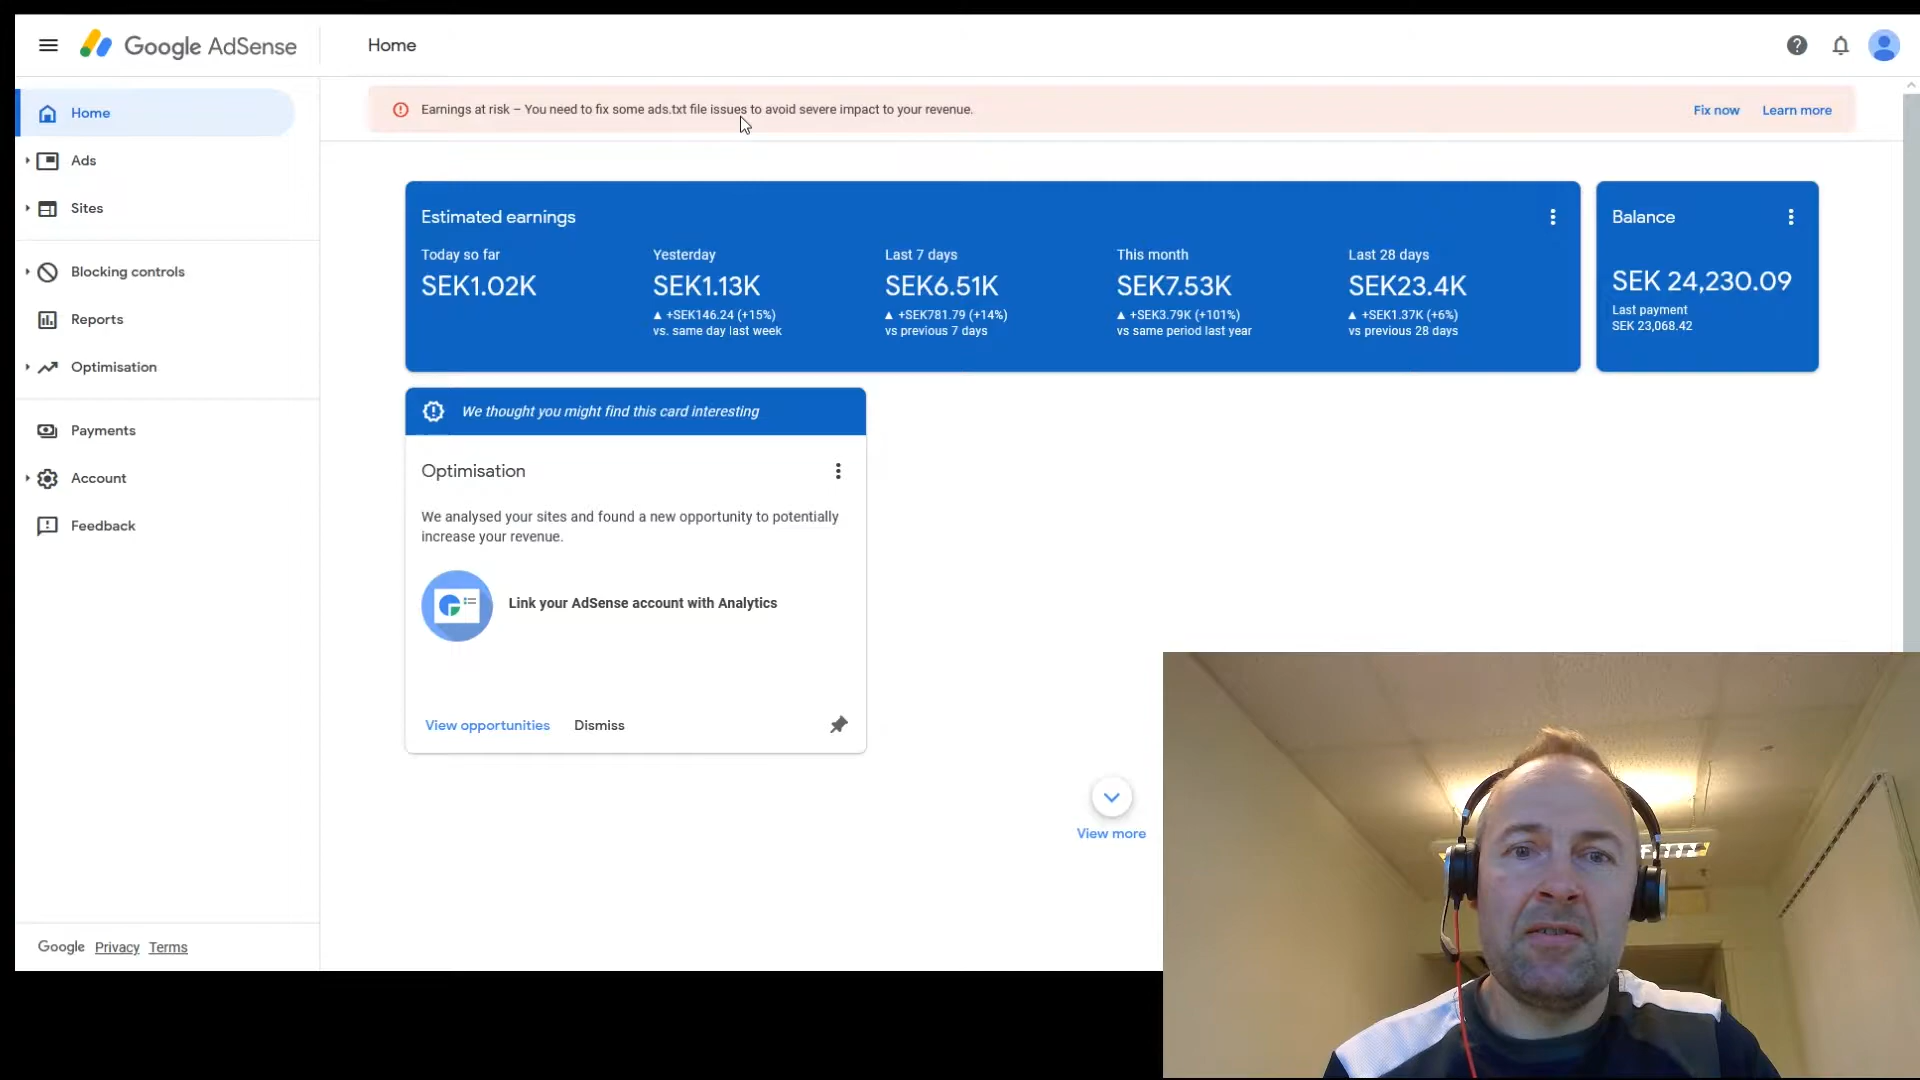 Google AdSense
Home
Home
Ads
Sites
Blocking controls
Reports
Optimisation
Payments
Account
Feedback
Google Privacy Terms
Earnings at risk – You need to fix some ads.txt file issues to avoid severe impact to your revenue.
Fix now
Learn more
Estimated earnings
Today so far
SEK1.02K
Yesterday
SEK1.13K
▲ +SEK146.24 (+15%)
vs. same day last week
Last 7 days
SEK6.51K
▲ +SEK781.79 (+14%)
vs previous 7 days
This month
SEK7.53K
▲ +SEK3.79K (+101%)
vs same period last year
Last 28 days
SEK23.4K
▲ +SEK1.37K (+6%)
vs previous 28 days
Balance
SEK 24,230.09
Last payment
SEK 23,068.42
We thought you might find this card interesting
Optimisation
We analysed your sites and found a new opportunity to potentially
increase your revenue.
Link your AdSense account with Analytics
View opportunities
Dismiss
View more